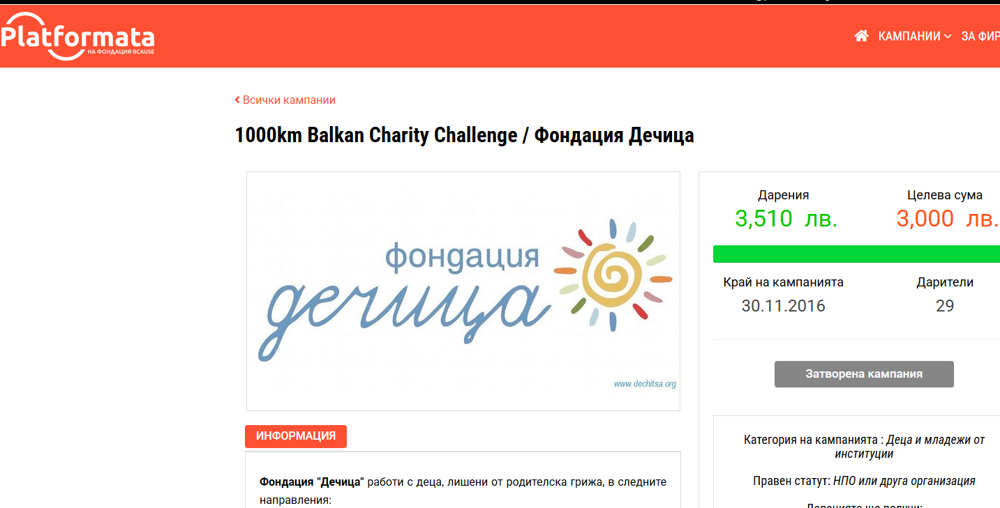 Platformata
НА ФОНДАЦИЯ BCAUSE
КАМПАНИИ
ЗА ФИР
Всички кампании
1000km Balkan Charity Challenge / Фондация Дечица
фондация
дечица
www.dechitsa.org
Дарения
Целева сума
3,510 лв.
3,000 лв.
Край на кампанията
Дарители
30.11.2016
29
Затворена кампания
ИНФОРМАЦИЯ
Фондация "Дечица" работи с деца, лишени от родителска грижа, в следните
направления:
Категория на кампанията : Деца и младежи от
институции
Правен статут: НПО или друга организация
Даренията ще получи: